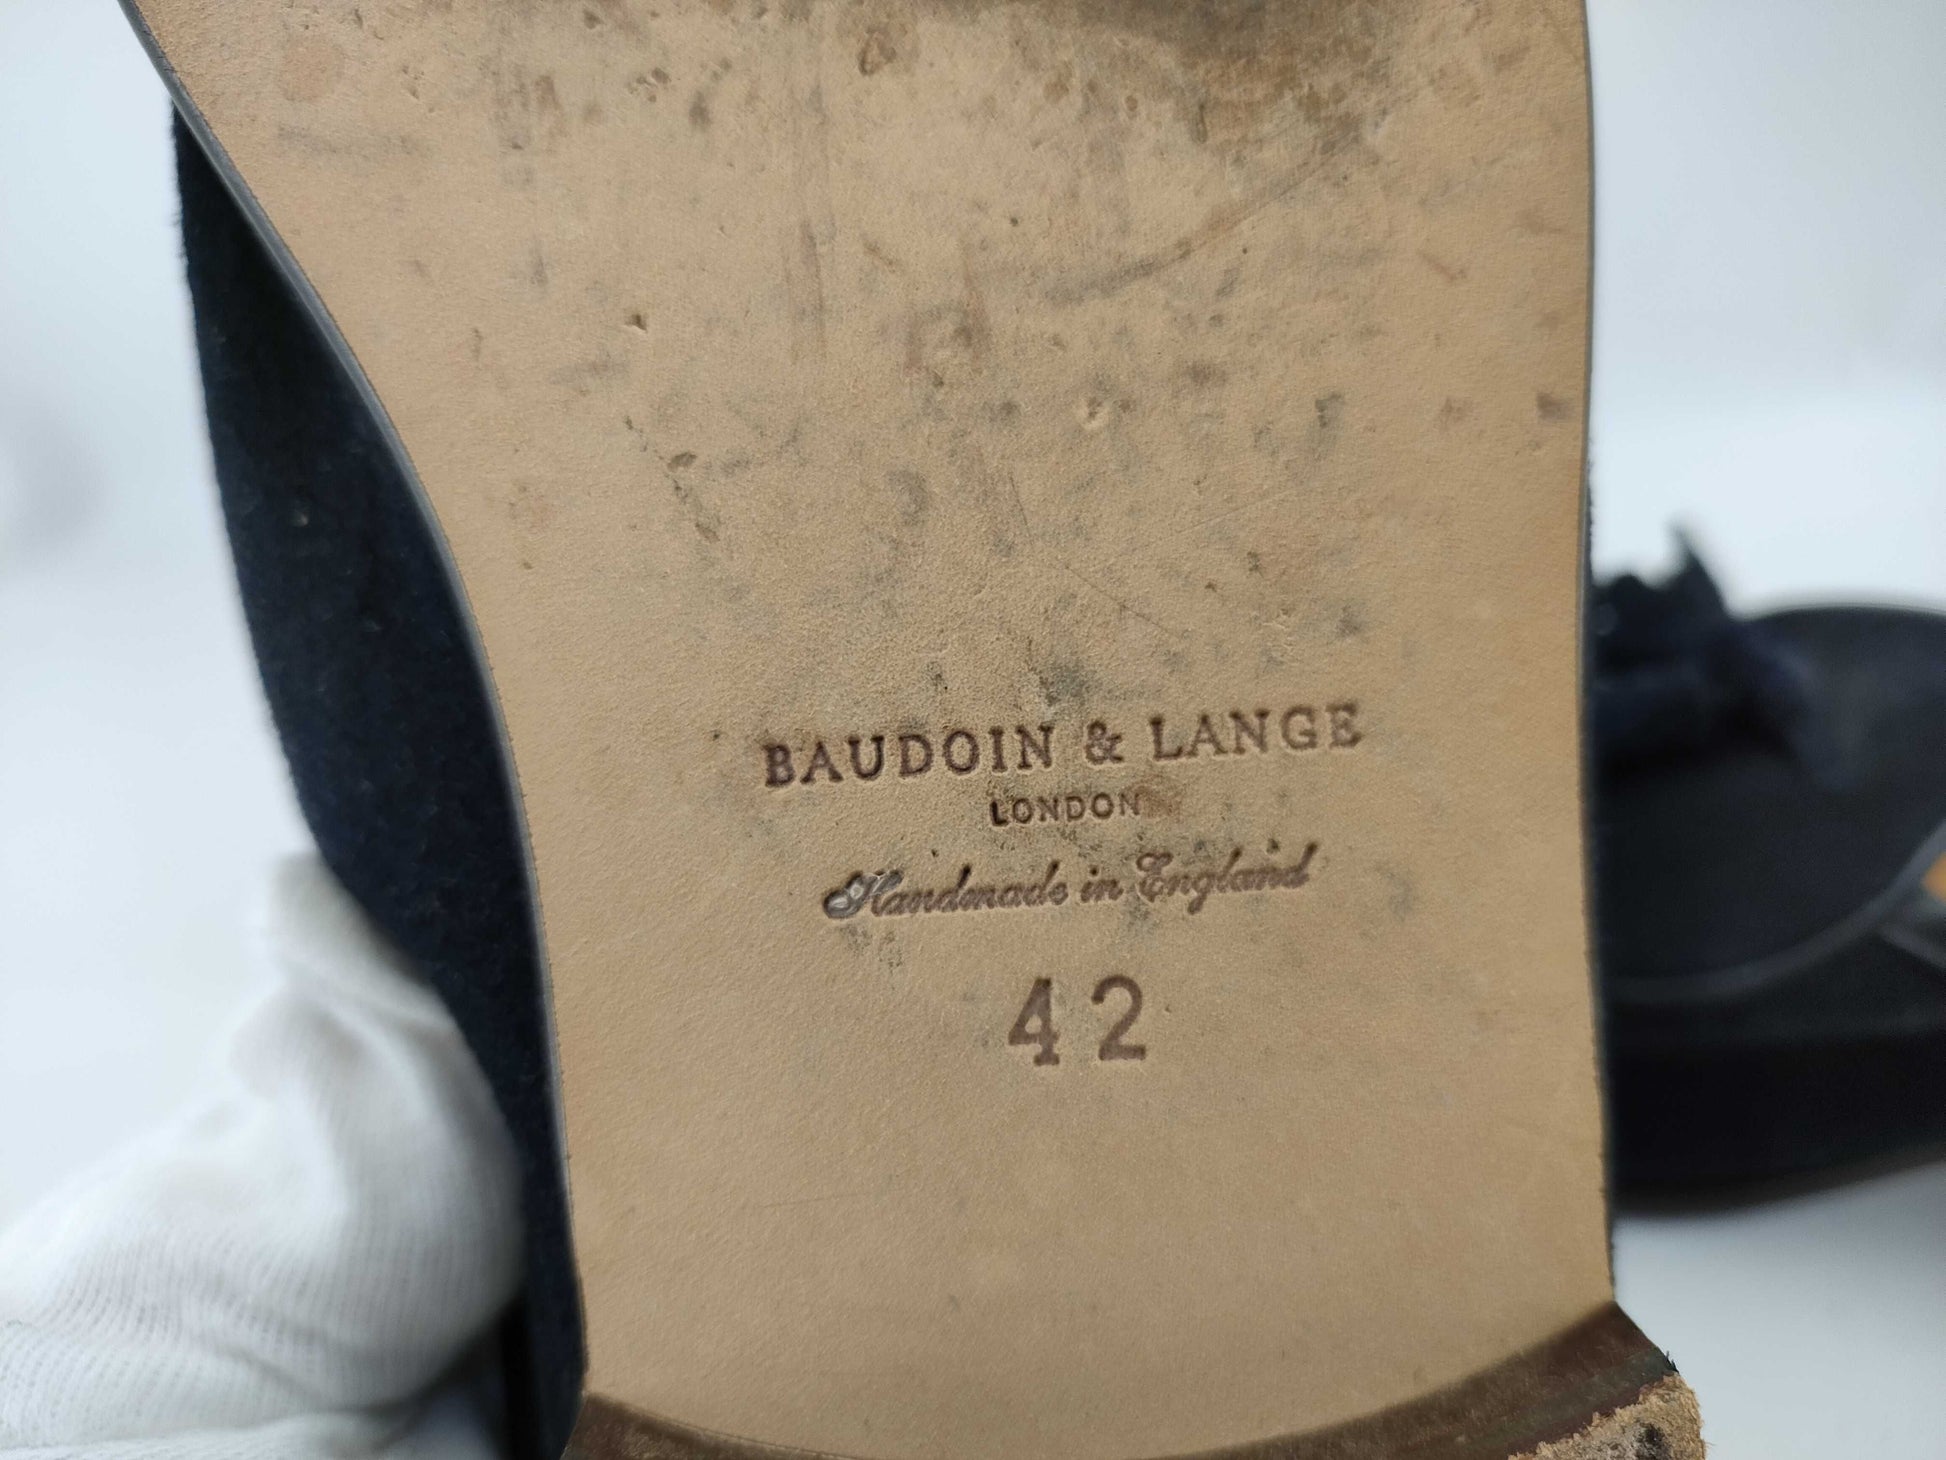 BAUDOIN & LANGE
LONDON
Handmade in England
42